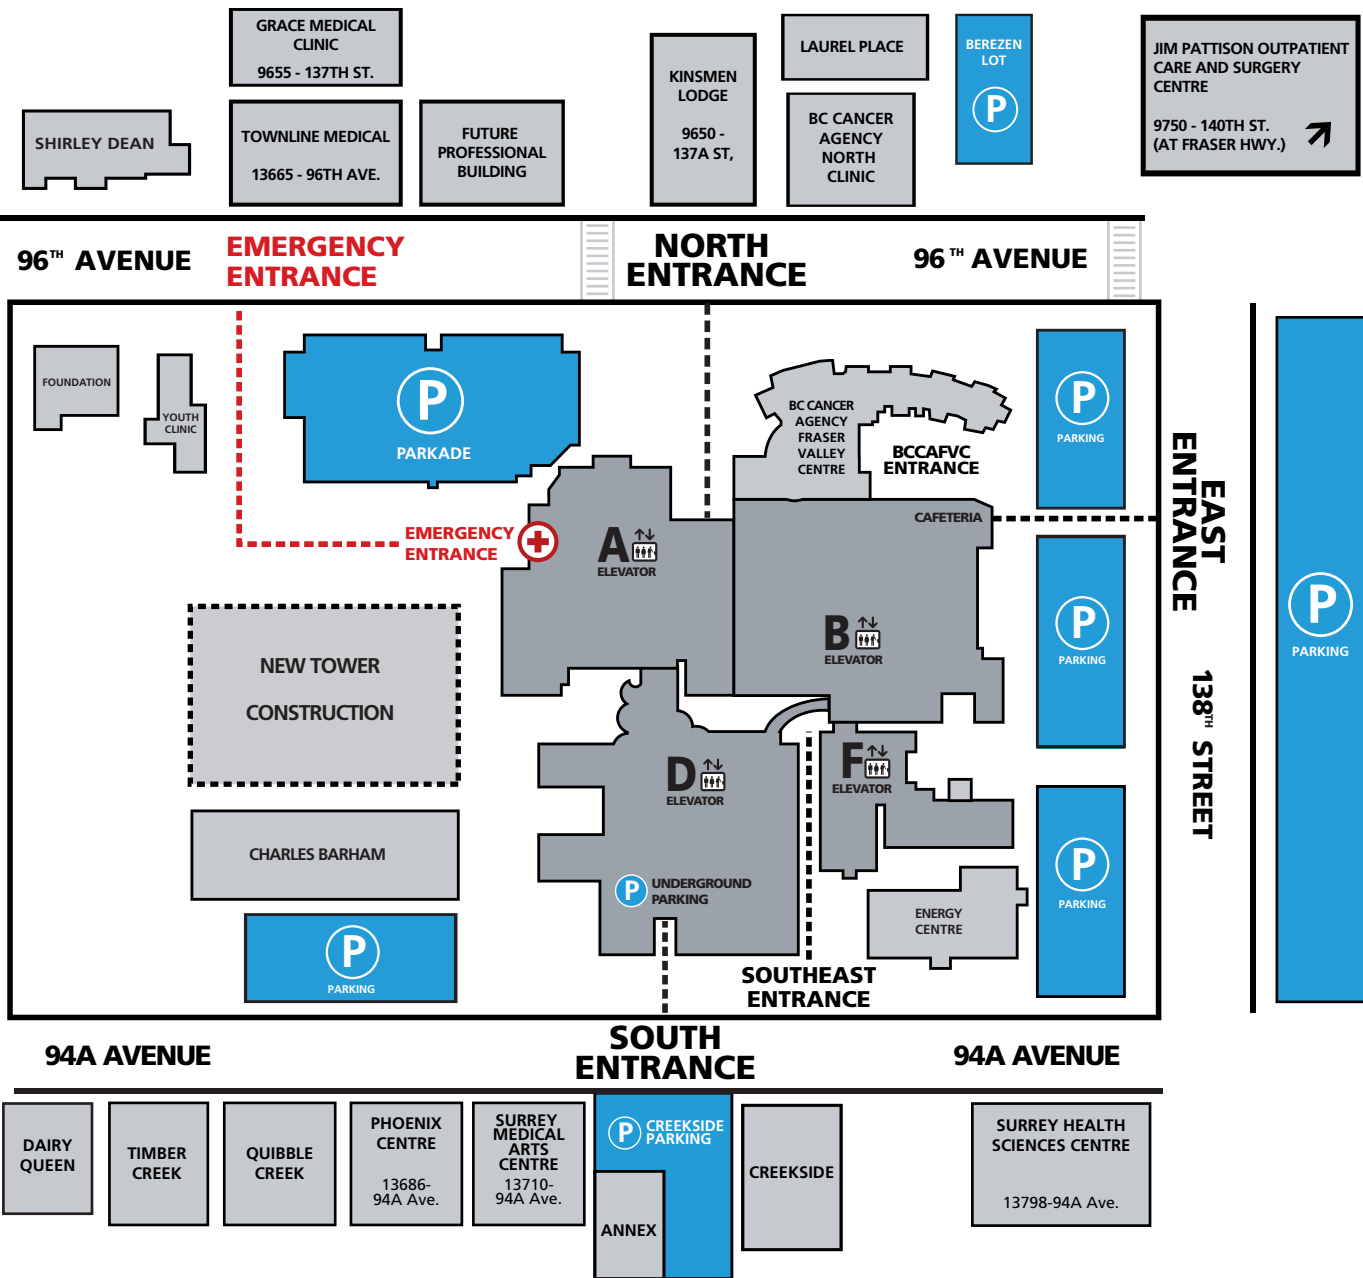 GRACE MEDICAL
CLINIC
9655 - 137TH ST.
SHIRLEY DEAN
TOWNLINE MEDICAL
13665 - 96TH AVE.
FUTURE
PROFESSIONAL
BUILDING
KINSMEN
LODGE
9650 -
137A ST,
LAUREL PLACE
BC CANCER
AGENCY
NORTH
CLINIC
BEREZEN
LOT
P
JIM PATTISON OUTPATIENT
CARE AND SURGERY
CENTRE
9750 - 140TH ST.
(AT FRASER HWY.)
96TH AVENUE
EMERGENCY
ENTRANCE
NORTH
ENTRANCE
96TH AVENUE
FOUNDATION
YOUTH
CLINIC
P
PARKADE
BC CANCER
AGENCY
FRASER
VALLEY
CENTRE
BCCAFVC
ENTRANCE
P
PARKING
CAFETERIA
EMERGENCY
ENTRANCE
A
ELEVATOR
B
ELEVATOR
P
PARKING
EAST
ENTRANCE
138TH STREET
P
PARKING
NEW TOWER
CONSTRUCTION
D
ELEVATOR
F
ELEVATOR
CHARLES BARHAM
P
UNDERGROUND
PARKING
P
PARKING
ENERGY
CENTRE
P
PARKING
SOUTHEAST
ENTRANCE
94A AVENUE
SOUTH
ENTRANCE
94A AVENUE
DAIRY
QUEEN
TIMBER
CREEK
QUIBBLE
CREEK
PHOENIX
CENTRE
13686-
94A Ave.
SURREY
MEDICAL
ARTS
CENTRE
13710-
94A Ave.
P
CREEKSIDE
PARKING
ANNEX
CREEKSIDE
SURREY HEALTH
SCIENCES CENTRE
13798-94A Ave.